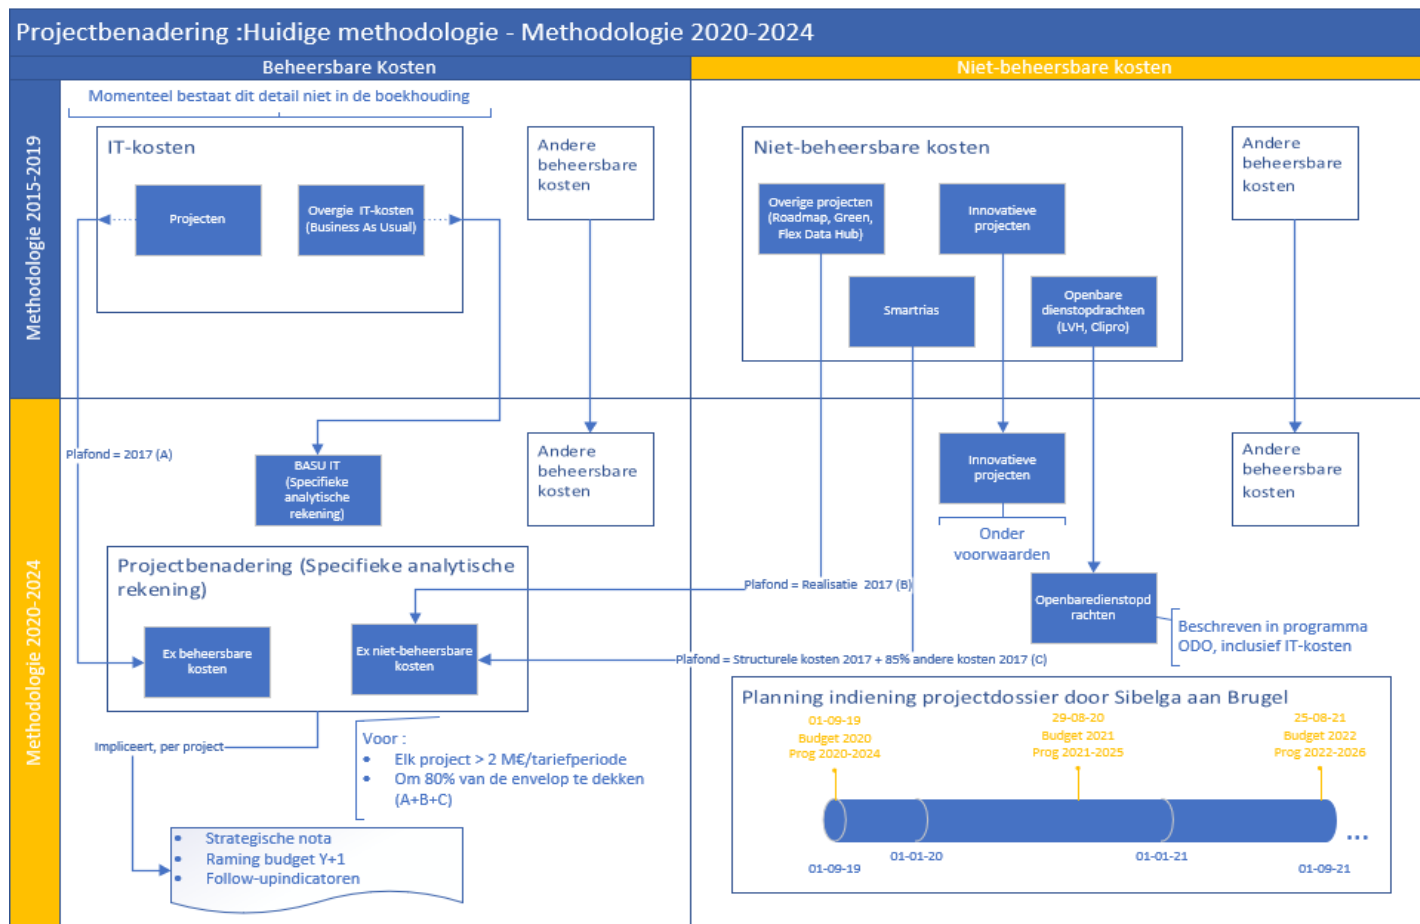 Projectbenadering :Huidige methodologie - Methodologie 2020-2024
Beheersbare Kosten
Niet-beheersbare kosten
Methodologie 2015-2019
Momenteel bestaat dit detail niet in de boekhouding
IT-kosten
Projecten
Overgie IT-kosten
(Business As Usual)
Andere
beheersbare
kosten
Niet-beheersbare kosten
Overige projecten
(Roadmap, Green,
Flex Data Hub)
Innovatieve
projecten
Smartrias
Openbare
dienstopdrachten
(LVH, Clipro)
Andere
beheersbare
kosten
Methodologie 2020-2024
Plafond = 2017 (A)
BASU IT
(Specifieke
analytische
rekening)
Andere
beheersbare
kosten
Innovatieve
projecten
Onder
voorwaarden
Andere
beheersbare
kosten
Projectbenadering (Specifieke analytische
rekening)
Ex beheersbare
kosten
Ex niet-beheersbare
kosten
Plafond = Realisatie 2017 (B)
Plafond = Structurele kosten 2017 + 85% andere kosten 2017 (C)
Openbaredienstopd
rachten
Beschreven in programma
ODO, inclusief IT-kosten
Impliceert, per project
Voor :
• Elk project > 2 M€/tariefperiode
• Om 80% van de envelop te dekken
(A+B+C)
• Strategische nota
• Raming budget Y+1
• Follow-upindicatoren
Planning indiening projectdossier door Sibelga aan Brugel
01-09-19
Budget 2020
Prog 2020-2024
29-08-20
Budget 2021
Prog 2021-2025
25-08-21
Budget 2022
Prog 2022-2026
...
01-09-19
01-01-20
01-01-21
01-09-21